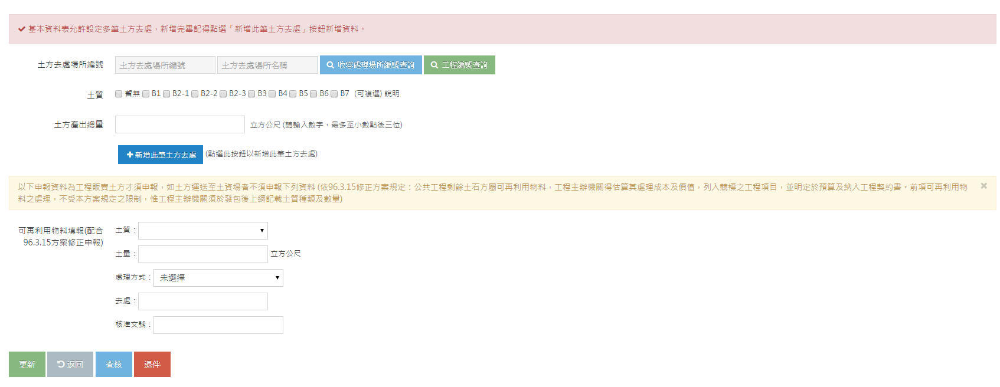 基本資料表允許設定多筆土方去處，新增完畢記得點選「新增此筆土方去處」按鈕新增資料。
土方去處場所編號 土方去處場所編號 土方去處場所名稱 收容處理場所編號查詢 工程編號查詢
土質 暫無 B1 B2-1 B2-2 B2-3 B3 B4 B5 B6 B7 (可複選) 說明
土方產出總量 立方公尺 (請輸入數字，最多至小數點後三位)
新增此筆土方去處 (點選此按鈕以新增此筆土方去處)
以下申報資料為工程販賣土方才須申報，如土方運送至土資場者不須申報下列資料 (依96.3.15修正方案規定：公共工程剩餘土石方屬可再利用物料，工程主辦機關得估算其處理成本及價值，列入競標之工程項目，並明定於預算及納入工程契約書。前項可再利用物
料之處理，不受本方案規定之限制，惟工程主辦機關須於發包後上網記載土質種類及數量)
可再利用物料填報(配合
96.3.15方案修正申報)
土質：
土量： 立方公尺
處理方式： 未選擇
去處：
核准文號：
更新 返回 查核 退件